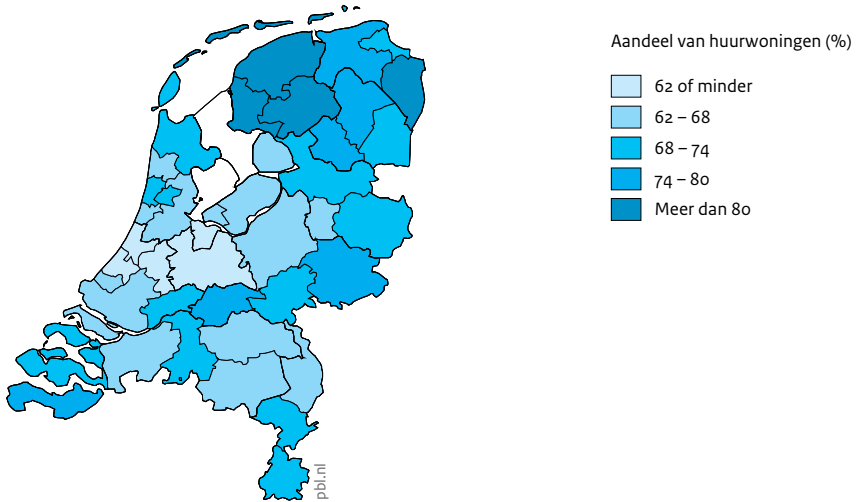 Aandeel van huurwoningen (%)
62 of minder
62 – 68
68 – 74
74 – 80
Meer dan 80
pbl.nl